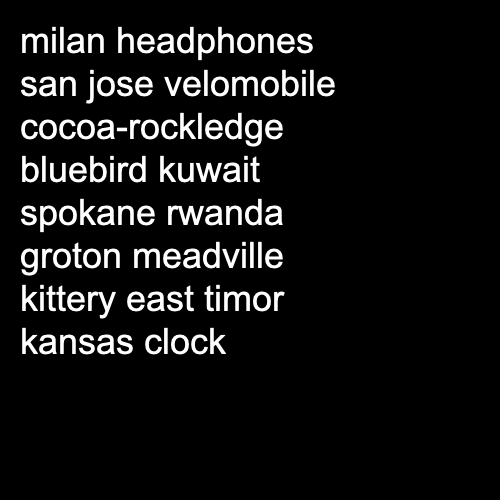 milan headphones
san jose velomobile
cocoa-rockledge
bluebird kuwait
spokane rwanda
groton meadville
kittery east timor
kansas clock